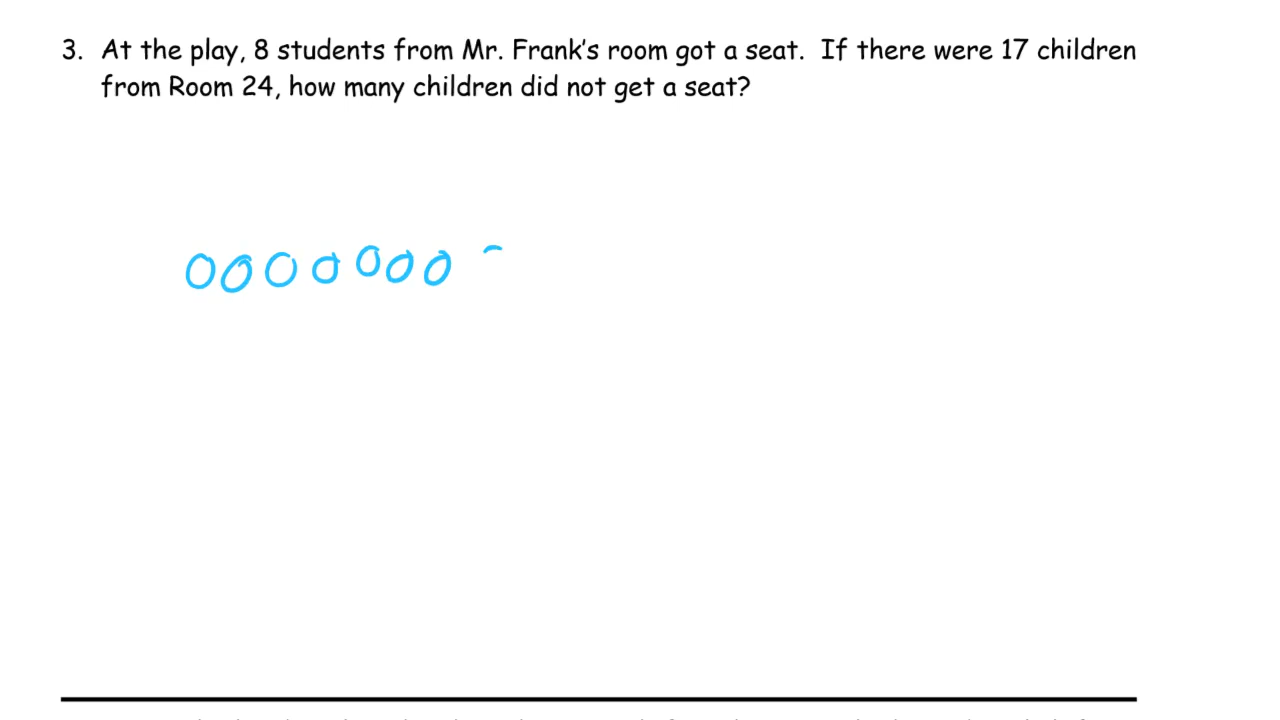 3. At the play, 8 students from Mr. Frank's room got a seat. If there were 17 children
from Room 24, how many children did not get a seat?